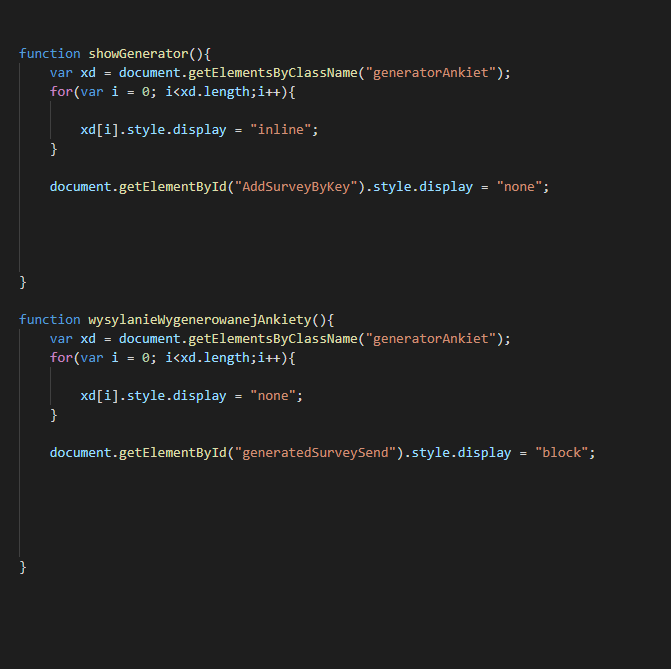 function showGenerator(){
var xd = document.getElementsByClassName("generatorAnkiet");
for(var i = 0; i<xd.length;i++){
xd[i].style.display = "inline";
}
document.getElementById("AddSurveyByKey").style.display = "none";
}
function wysylanieWygenerowanejAnkiety(){
var xd = document.getElementsByClassName("generatorAnkiet");
for(var i = 0; i<xd.length;i++){
xd[i].style.display = "none";
}
document.getElementById("generatedSurveySend").style.display = "block";
}